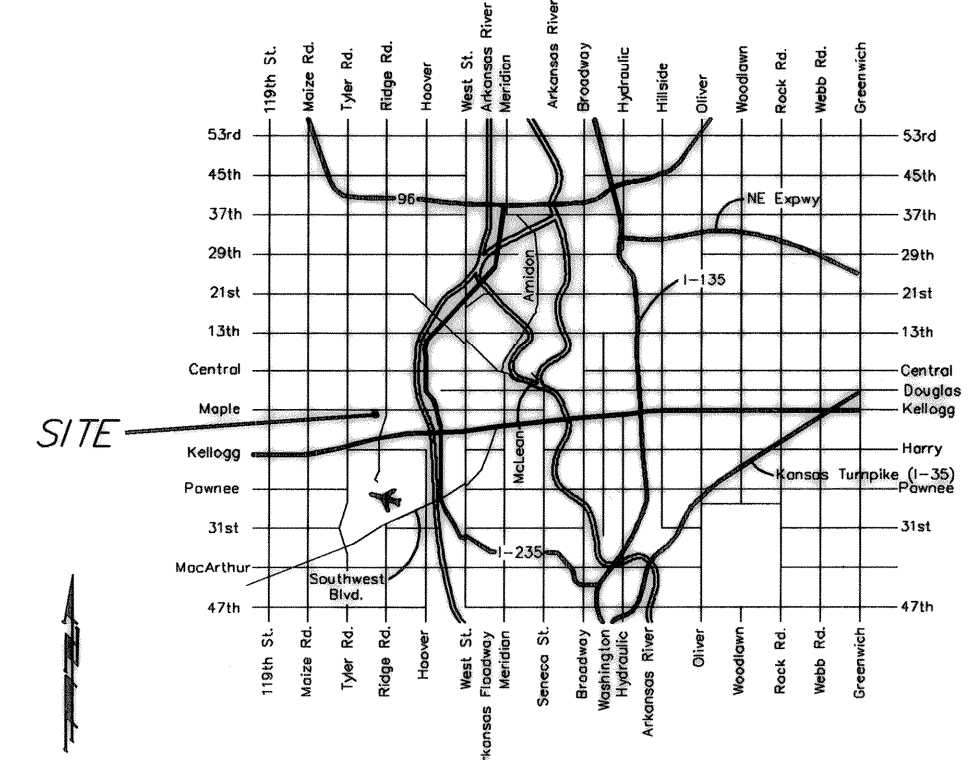 119th St.
Maize Rd.
Tyler Rd.
Ridge Rd.
Hoover
West St.
Arkansas River
Meridian
Arkansas River
Broadway
Hydraulic
Hillside
Oliver
Woodlawn
Rock Rd.
Webb Rd.
Greenwich
53rd
53rd
45th
45th
96
NE Expwy
37th
37th
29th
29th
Amidon
I-135
21st
21st
13th
13th
Central
Central
Douglas
Maple
Kellogg
SITE
McLean
Kellogg
Harry
Kansas Turnpike (I-35)
Pawnee
Pawnee
31st
31st
I-235
MacArthur
Southwest
Blvd.
47th
47th
119th St.
Maize Rd.
Tyler Rd.
Ridge Rd.
Hoover
West St.
rkansas Floodway
Meridian
Seneca St.
Broadway
Washington
Hydraulic
Arkansas River
Oliver
Woodlawn
Rock Rd.
Webb Rd.
Greenwich